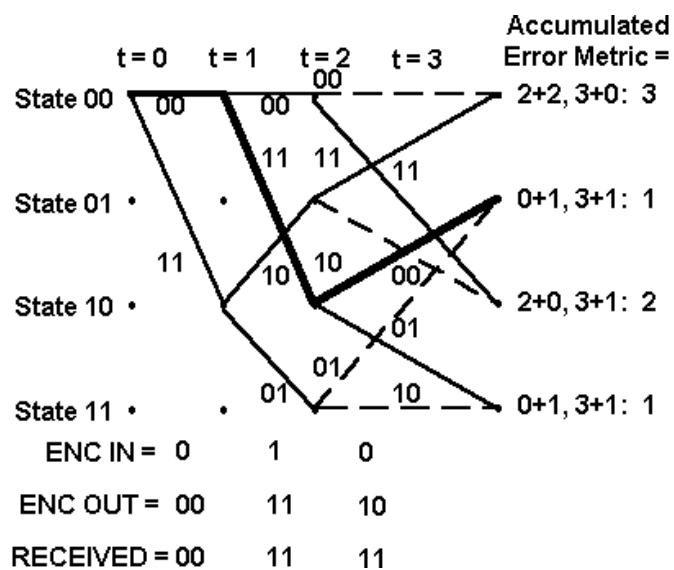 Accumulated
Error Metric =
t = 0 t = 1 t = 2 t = 3
00
State 00 00 00 2+2, 3+0: 3
11 11 11
State 01 0+1, 3+1: 1
11 10 10 00
State 10 2+0, 3+1: 2
01
01
01 10
State 11 0+1, 3+1: 1
ENC IN = 0 1 0
ENC OUT = 00 11 10
RECEIVED = 00 11 11